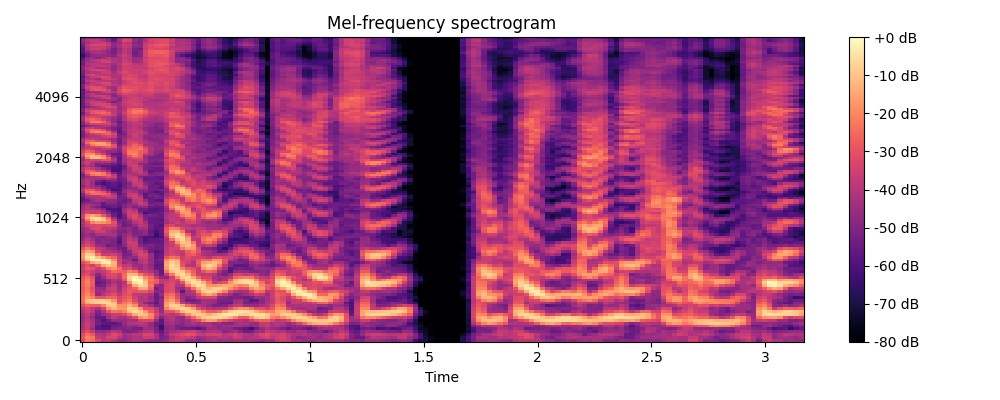 Mel-frequency spectrogram
Hz
4096
2048
1024
512
0
0
0.5
1
1.5
2
2.5
3
Time
+0 dB
-10 dB
-20 dB
-30 dB
-40 dB
-50 dB
-60 dB
-70 dB
-80 dB